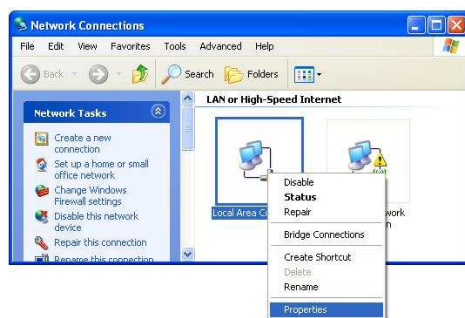 Network Connections
File Edit View Favorites Tools Advanced Help
Back Search Folders
Network Tasks
Create a new
connection
Set up a home or small
office network
Change Windows
Firewall settings
Disable this network
device
Repair this connection
Rename this connection
LAN or High-Speed Internet
Local Area Co
Disable
Status
Repair
Bridge Connections
Create Shortcut
Delete
Rename
Properties